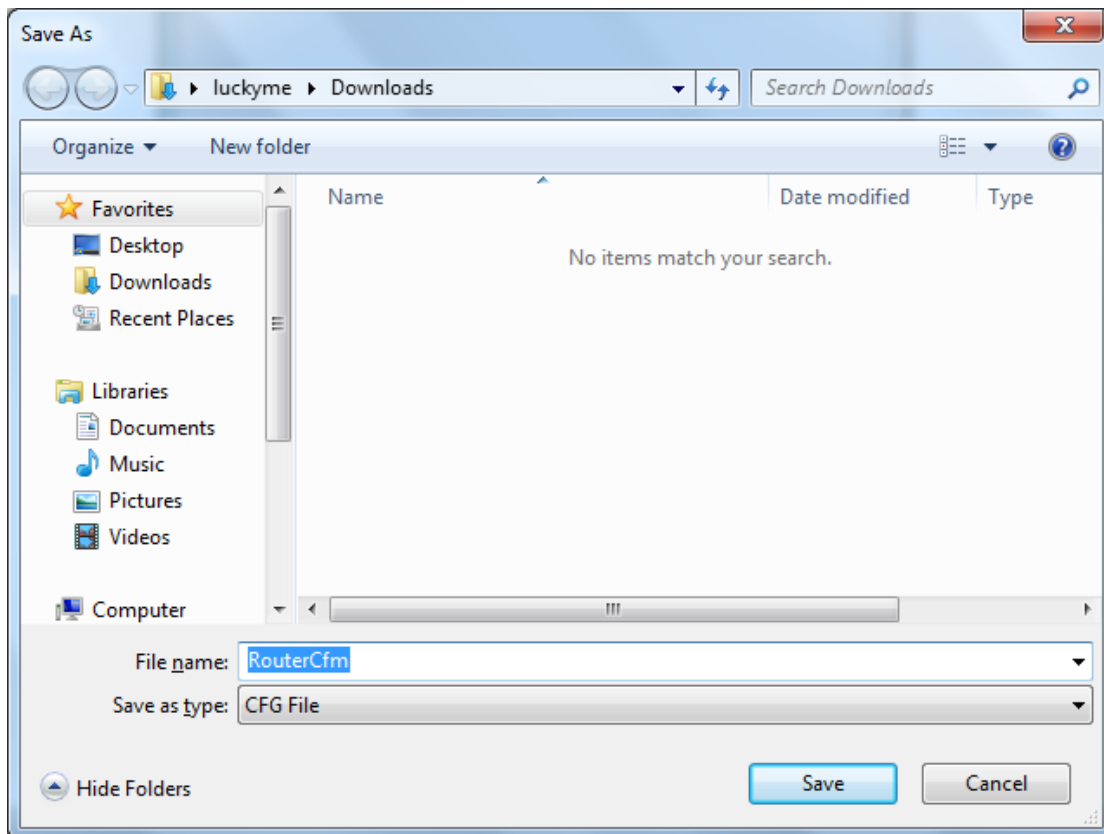 Save As
luckyme Downloads
Search Downloads
Organize New folder
Name Date modified Type
No items match your search.
Favorites
Desktop
Downloads
Recent Places
Libraries
Documents
Music
Pictures
Videos
Computer
File name: RouterCfm
Save as type: CFG File
Hide Folders Save Cancel